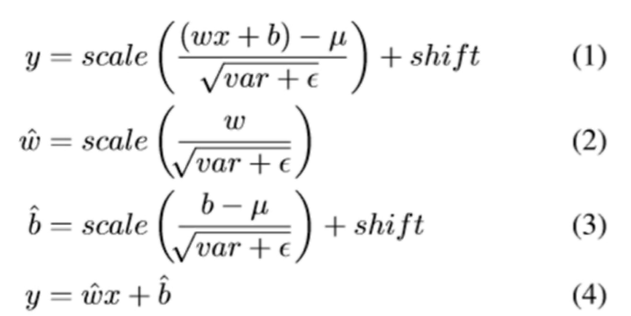 y = scale ( ((wx + b) − μ) / √(var + ϵ) ) + shift (1)
ŵ = scale ( w / √(var + ϵ) ) (2)
b̂ = scale ( (b − μ) / √(var + ϵ) ) + shift (3)
y = ŵx + b̂ (4)